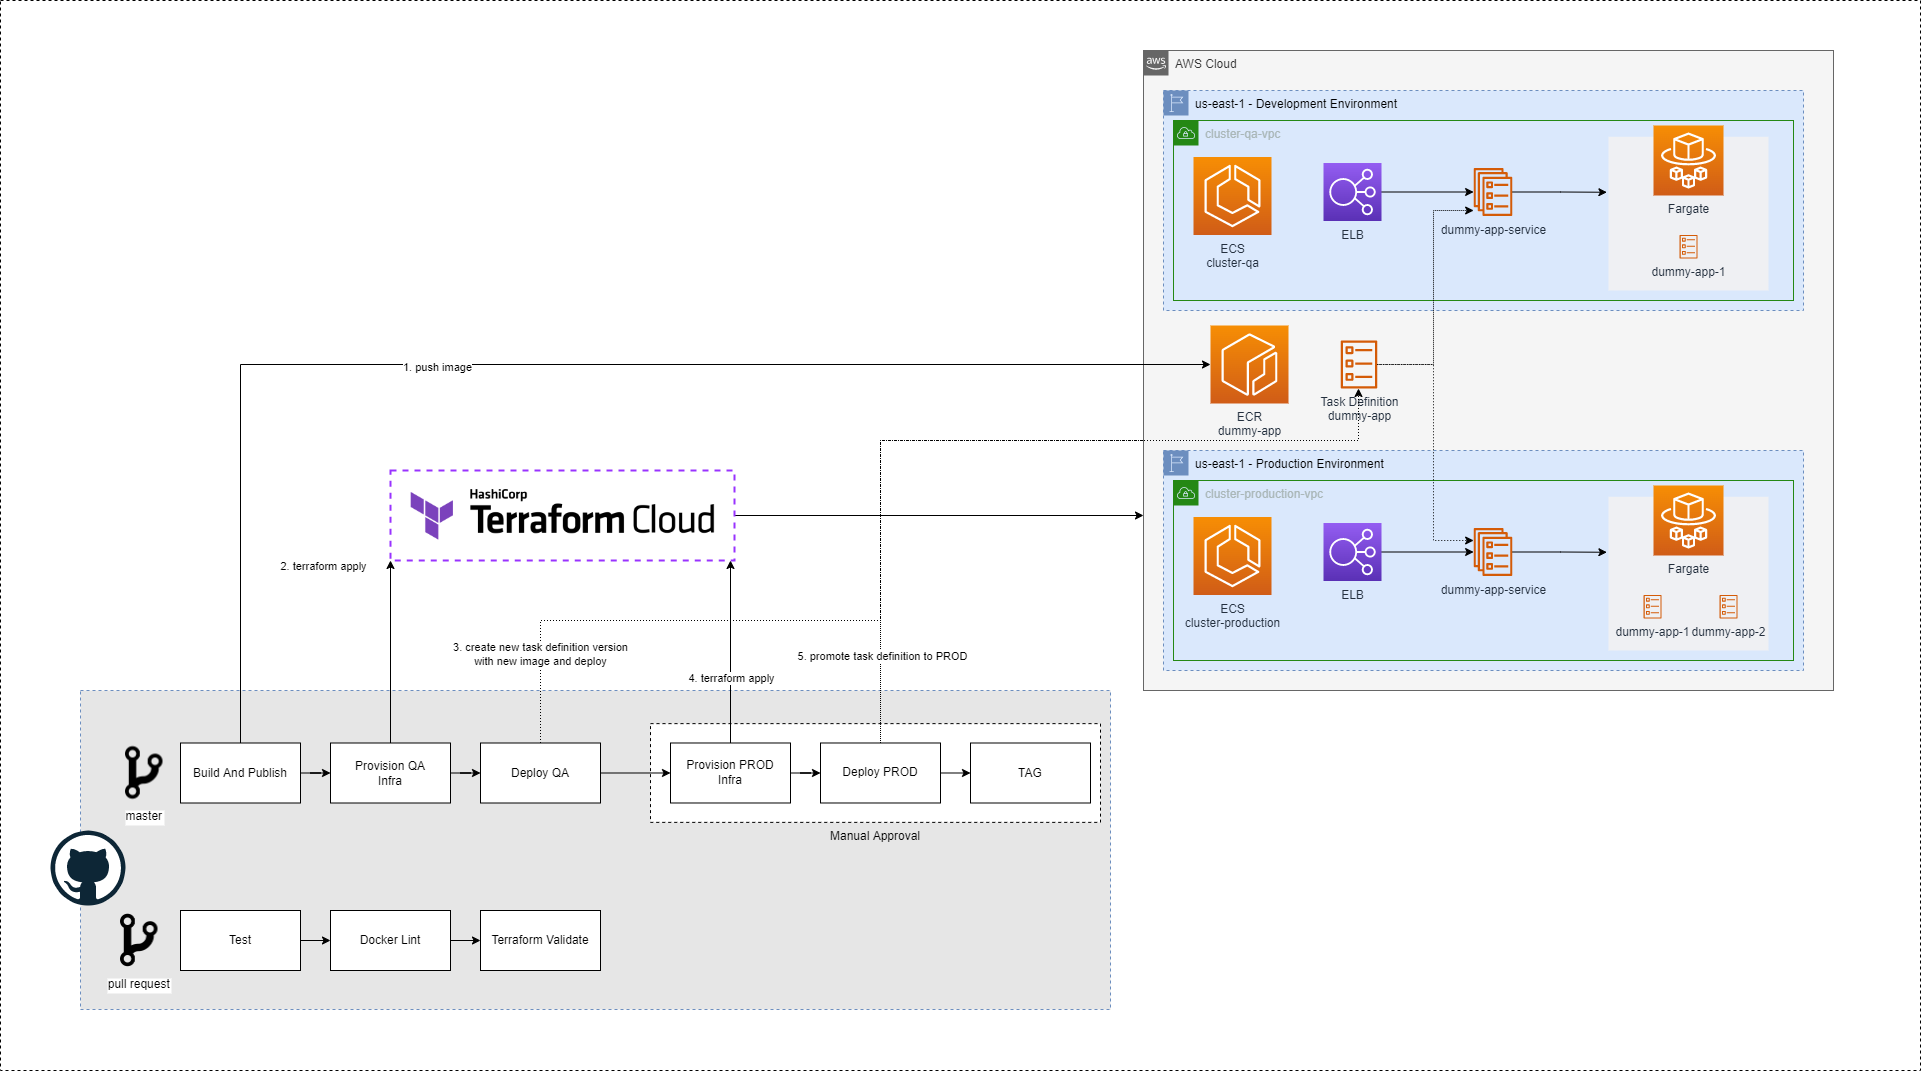 aws
AWS Cloud
us-east-1 - Development Environment
cluster-qa-vpc
ECS
cluster-qa
ELB
dummy-app-service
Fargate
dummy-app-1
1. push image
ECR
dummy-app
Task Definition
dummy-app
us-east-1 - Production Environment
cluster-production-vpc
ECS
cluster-production
ELB
dummy-app-service
Fargate
dummy-app-1
dummy-app-2
HashiCorp
Terraform Cloud
2. terraform apply
3. create new task definition version
with new image and deploy
4. terraform apply
5. promote task definition to PROD
master
Build And Publish
Provision QA
Infra
Deploy QA
Provision PROD
Infra
Deploy PROD
TAG
Manual Approval
pull request
Test
Docker Lint
Terraform Validate